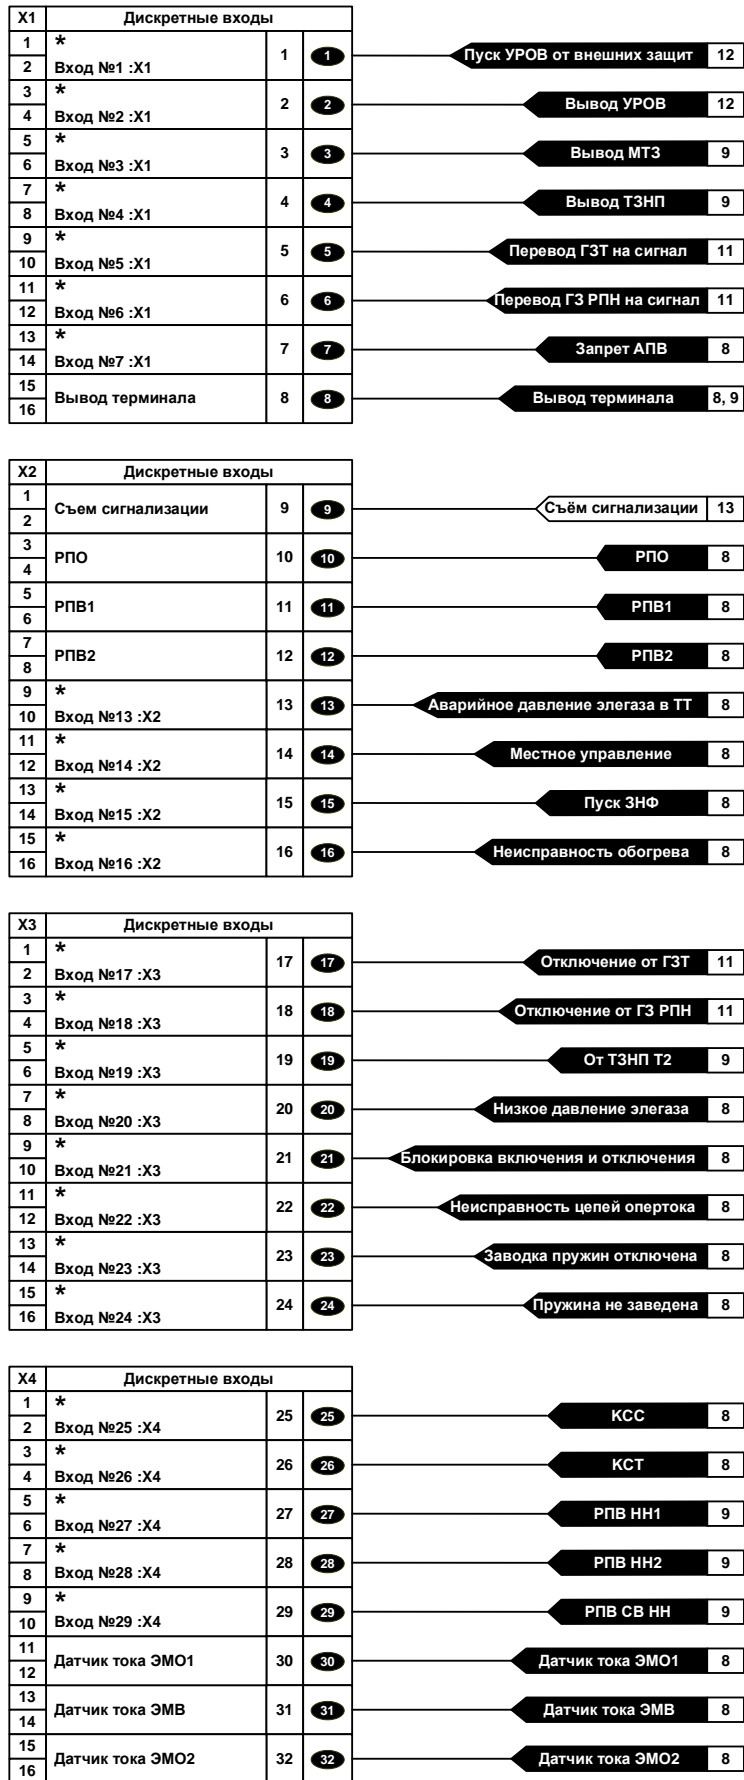 X1 Дискретные входы
1 * 1 1 Пуск УРОВ от внешних защит 12
2 Вход №1 :X1
3 * 2 2 Вывод УРОВ 12
4 Вход №2 :X1
5 * 3 3 Вывод МТЗ 9
6 Вход №3 :X1
7 * 4 4 Вывод ТЗНП 9
8 Вход №4 :X1
9 * 5 5 Перевод ГЗТ на сигнал 11
10 Вход №5 :X1
11 * 6 6 Перевод ГЗ РПН на сигнал 11
12 Вход №6 :X1
13 * 7 7 Запрет АПВ 8
14 Вход №7 :X1
15 Вывод терминала 8 8 Вывод терминала 8, 9
16
X2 Дискретные входы
1 Съем сигнализации 9 9 Съём сигнализации 13
2
3 РПО 10 10 РПО 8
4
5 РПВ1 11 11 РПВ1 8
6
7 РПВ2 12 12 РПВ2 8
8
9 * 13 13 Аварийное давление элегаза в ТТ 8
10 Вход №13 :X2
11 * 14 14 Местное управление 8
12 Вход №14 :X2
13 * 15 15 Пуск ЗНФ 8
14 Вход №15 :X2
15 * 16 16 Неисправность обогрева 8
16 Вход №16 :X2
X3 Дискретные входы
1 * 17 17 Отключение от ГЗТ 11
2 Вход №17 :X3
3 * 18 18 Отключение от ГЗ РПН 11
4 Вход №18 :X3
5 * 19 19 От ТЗНП Т2 9
6 Вход №19 :X3
7 * 20 20 Низкое давление элегаза 8
8 Вход №20 :X3
9 * 21 21 Блокировка включения и отключения 8
10 Вход №21 :X3
11 * 22 22 Неисправность цепей опертока 8
12 Вход №22 :X3
13 * 23 23 Заводка пружин отключена 8
14 Вход №23 :X3
15 * 24 24 Пружина не заведена 8
16 Вход №24 :X3
X4 Дискретные входы
1 * 25 25 КСС 8
2 Вход №25 :X4
3 * 26 26 КСТ 8
4 Вход №26 :X4
5 * 27 27 РПВ НН1 9
6 Вход №27 :X4
7 * 28 28 РПВ НН2 9
8 Вход №28 :X4
9 * 29 29 РПВ СВ НН 9
10 Вход №29 :X4
11 Датчик тока ЭМО1 30 30 Датчик тока ЭМО1 8
12
13 Датчик тока ЭМВ 31 31 Датчик тока ЭМВ 8
14
15 Датчик тока ЭМО2 32 32 Датчик тока ЭМО2 8
16